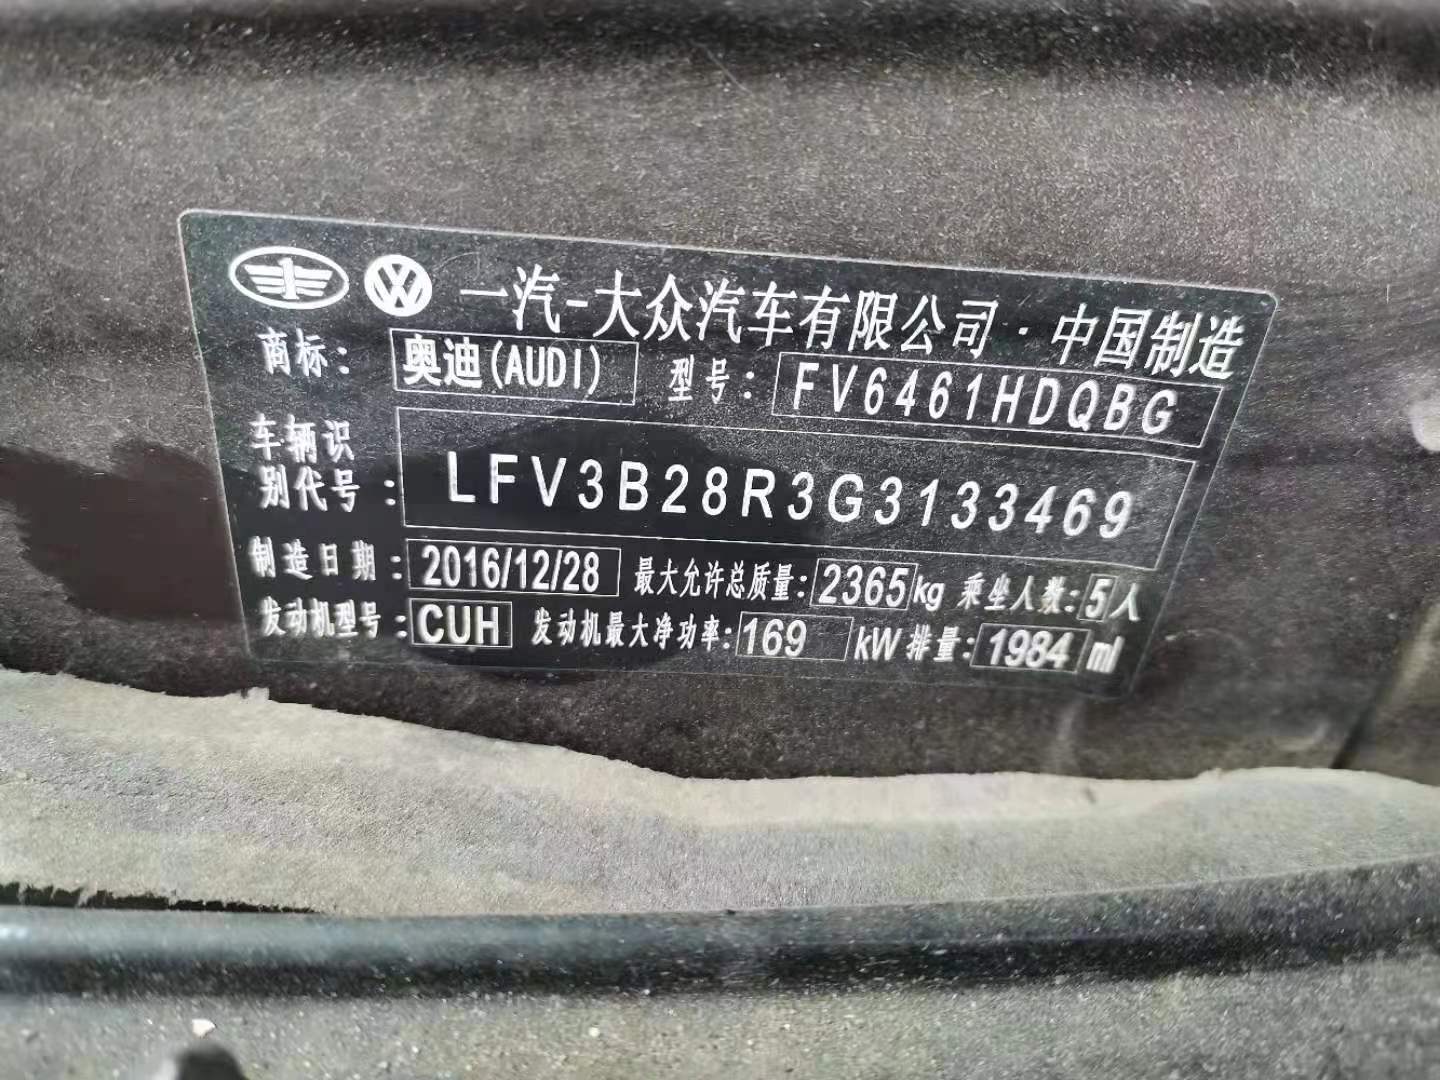 一汽-大众汽车有限公司·中国制造
商标: 奥迪(AUDI) 型号: FV6461HDQBG
车辆识
别代号: LFV3B28R3G3133469
制造日期: 2016/12/28 最大允许总质量: 2365kg 乘坐人数: 5人
发动机型号: CUH 发动机最大净功率: 169 kW 排量: 1984 ml